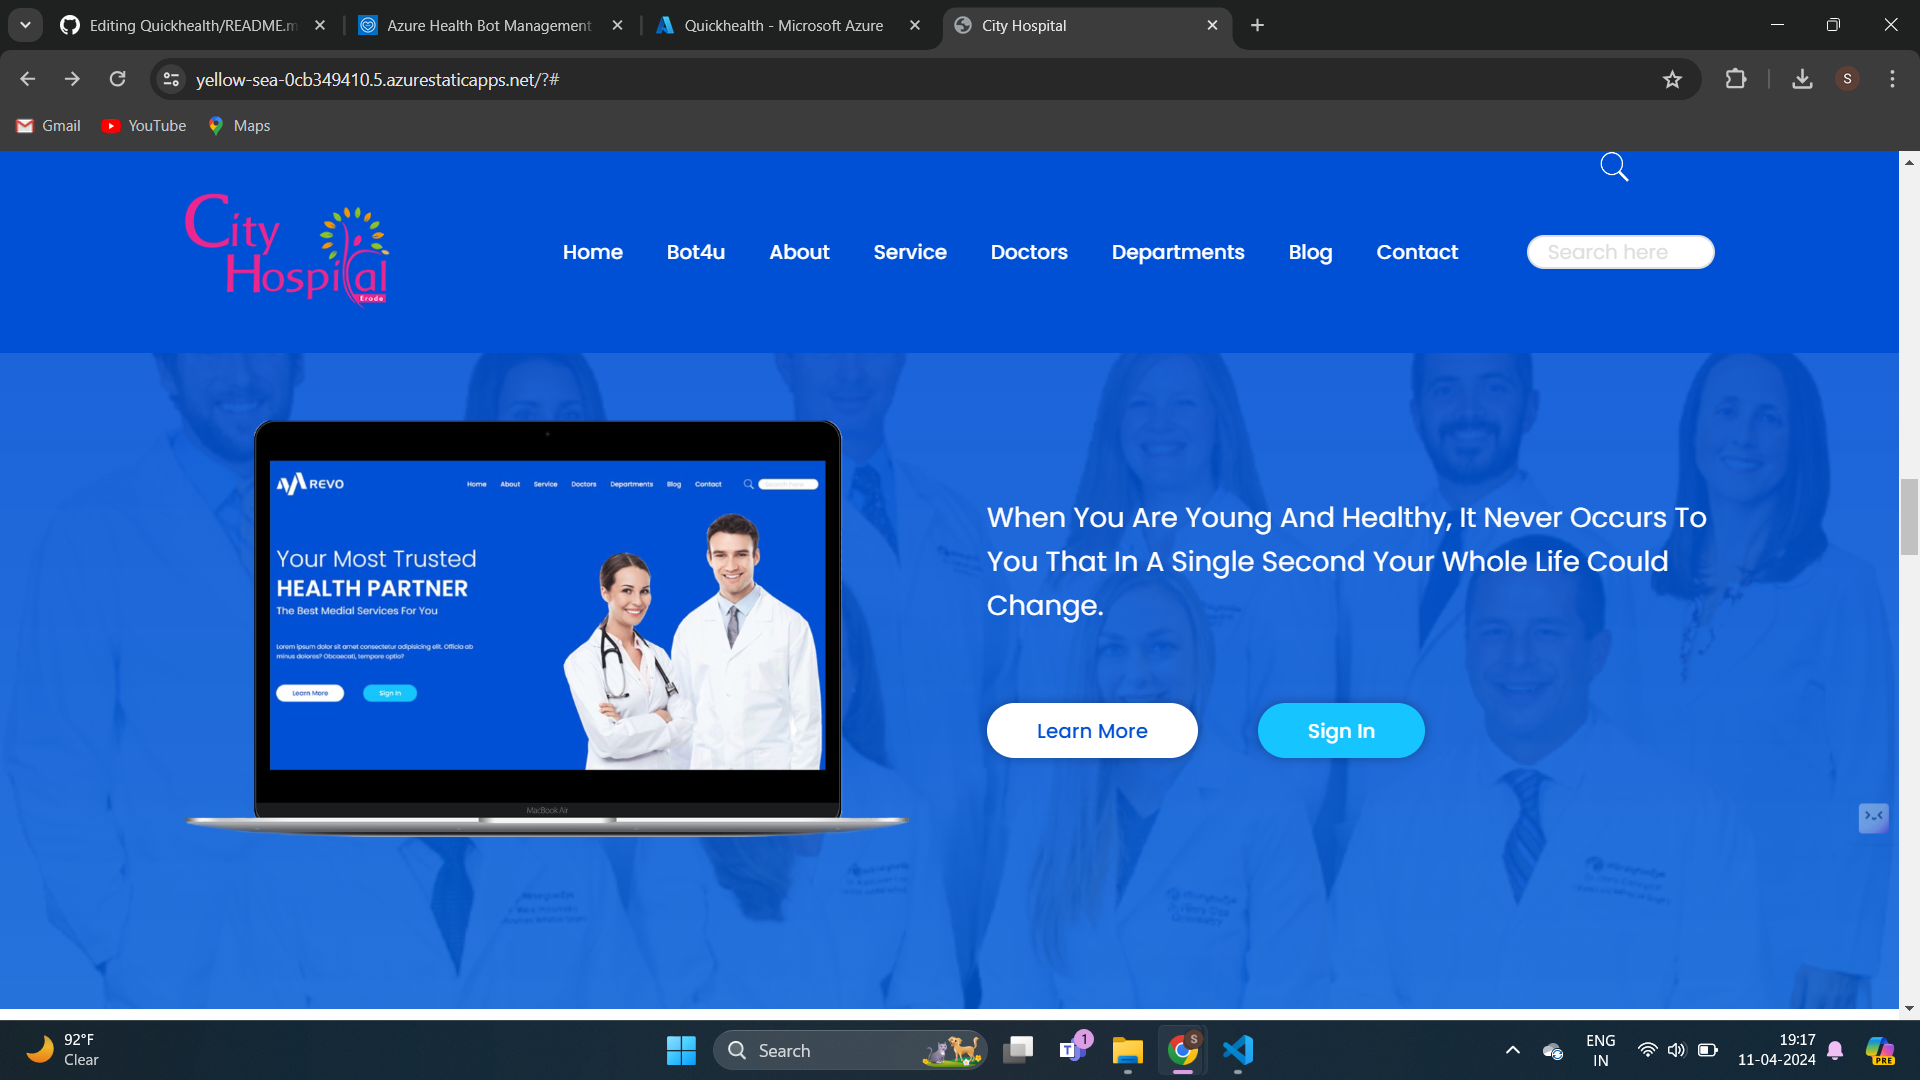 Editing Quickhealth/README.m
Azure Health Bot Management
Quickhealth - Microsoft Azure
City Hospital
yellow-sea-0cb349410.5.azurestaticapps.net/?#
S
Gmail
YouTube
Maps
City
Hospital
Erode
Home
Bot4u
About
Service
Doctors
Departments
Blog
Contact
Search here
REVO
Home
About
Service
Doctors
Departments
Blog
Contact
Search here
Your Most Trusted
HEALTH PARTNER
The Best Medial Services For You
Lorem ipsum dolor sit amet consectetur adipisicing elit. Officia ab
minus dolores? Obcaecati, tempore optio?
Learn More
Sign In
MacBook Air
When You Are Young And Healthy, It Never Occurs To
You That In A Single Second Your Whole Life Could
Change.
Learn More
Sign In
92°F
Clear
Search
1
S
ENG
IN
19:17
11-04-2024
PRE